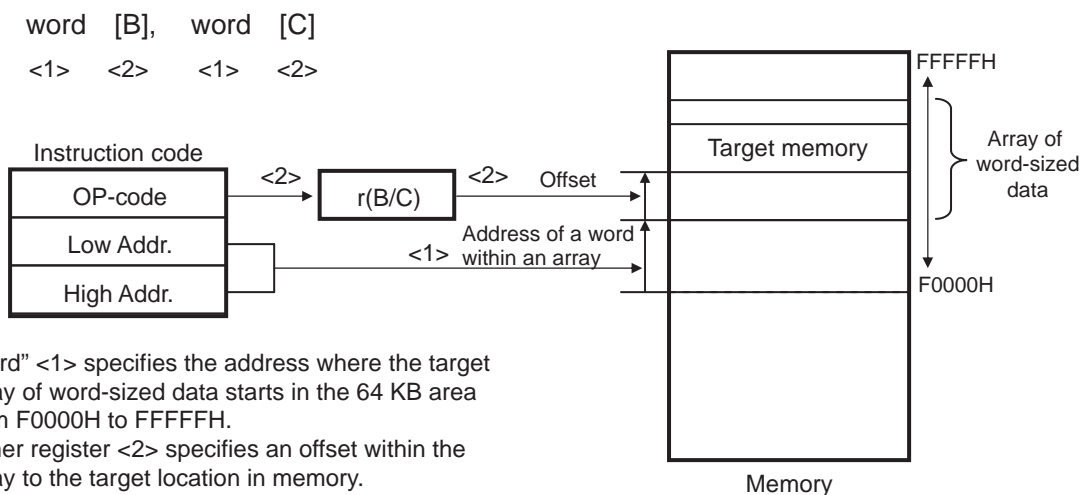 word [B], word [C]
<1> <2> <1> <2>
Instruction code
OP-code
Low Addr.
High Addr.
<2>
r(B/C)
<2> Offset
<1>
Address of a word
within an array
Target memory
FFFFFH
Array of
word-sized
data
F0000H
Memory
rd” <1> specifies the address where the target
ay of word-sized data starts in the 64 KB area
F0000H to FFFFFH.
register <2> specifies an offset within the
ay to the target location in memory.